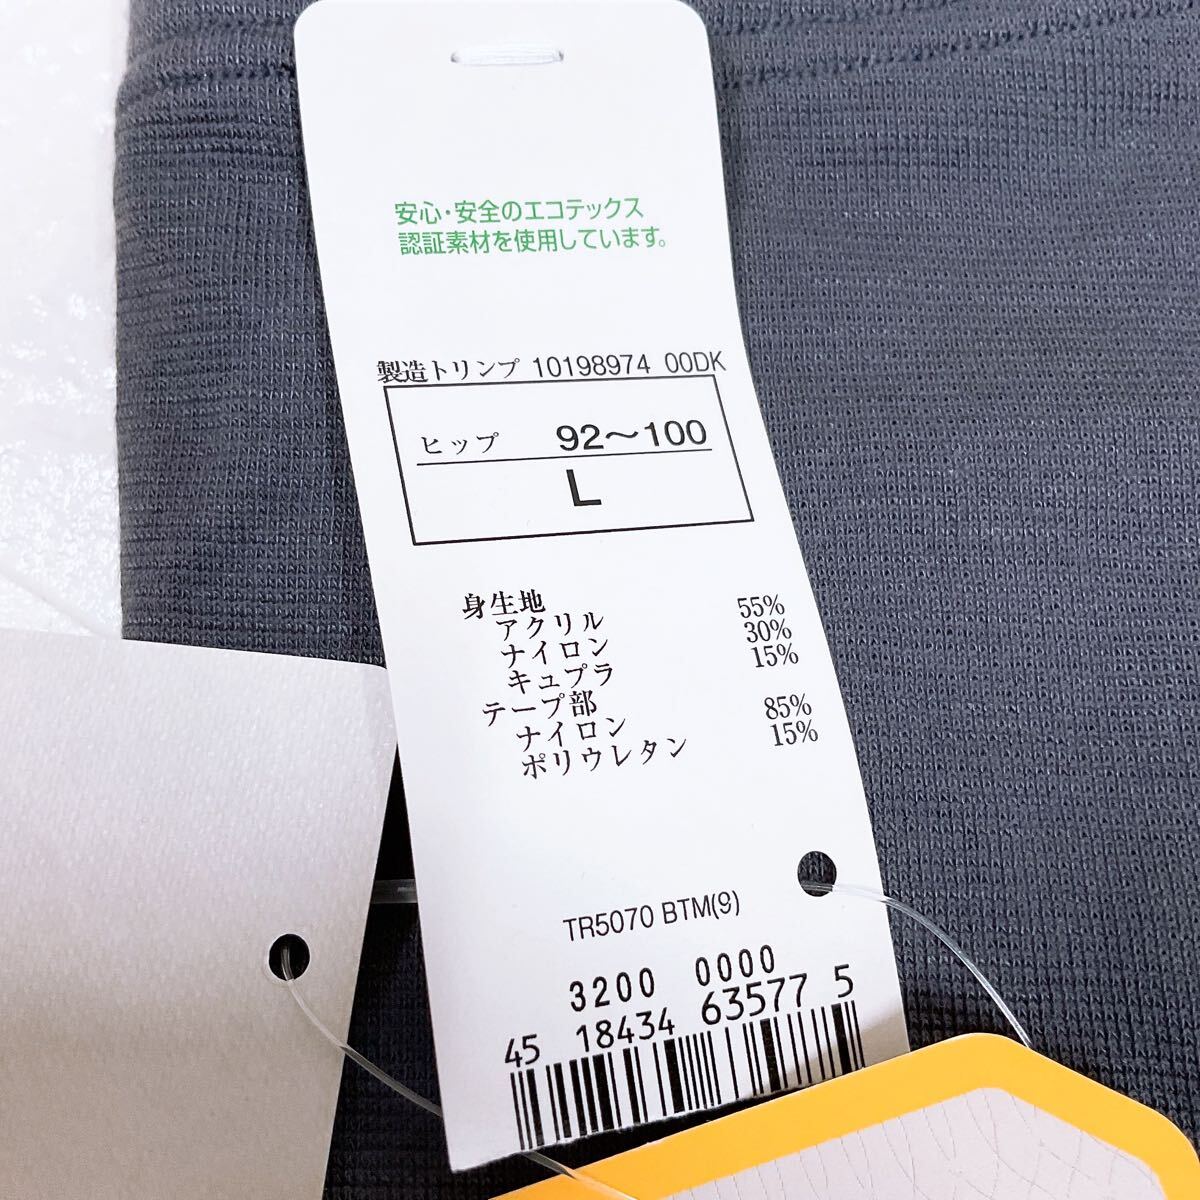 安心・安全のエコテックス
認証素材を使用しています。
製造トリンプ 10198974 00DK
ヒップ 92〜100
L
身生地
アクリル 55%
ナイロン 30%
キュプラ 15%
テープ部
ナイロン 85%
ポリウレタン 15%
TR5070 BTM(9)
3200 0000
45 18434 63577 5